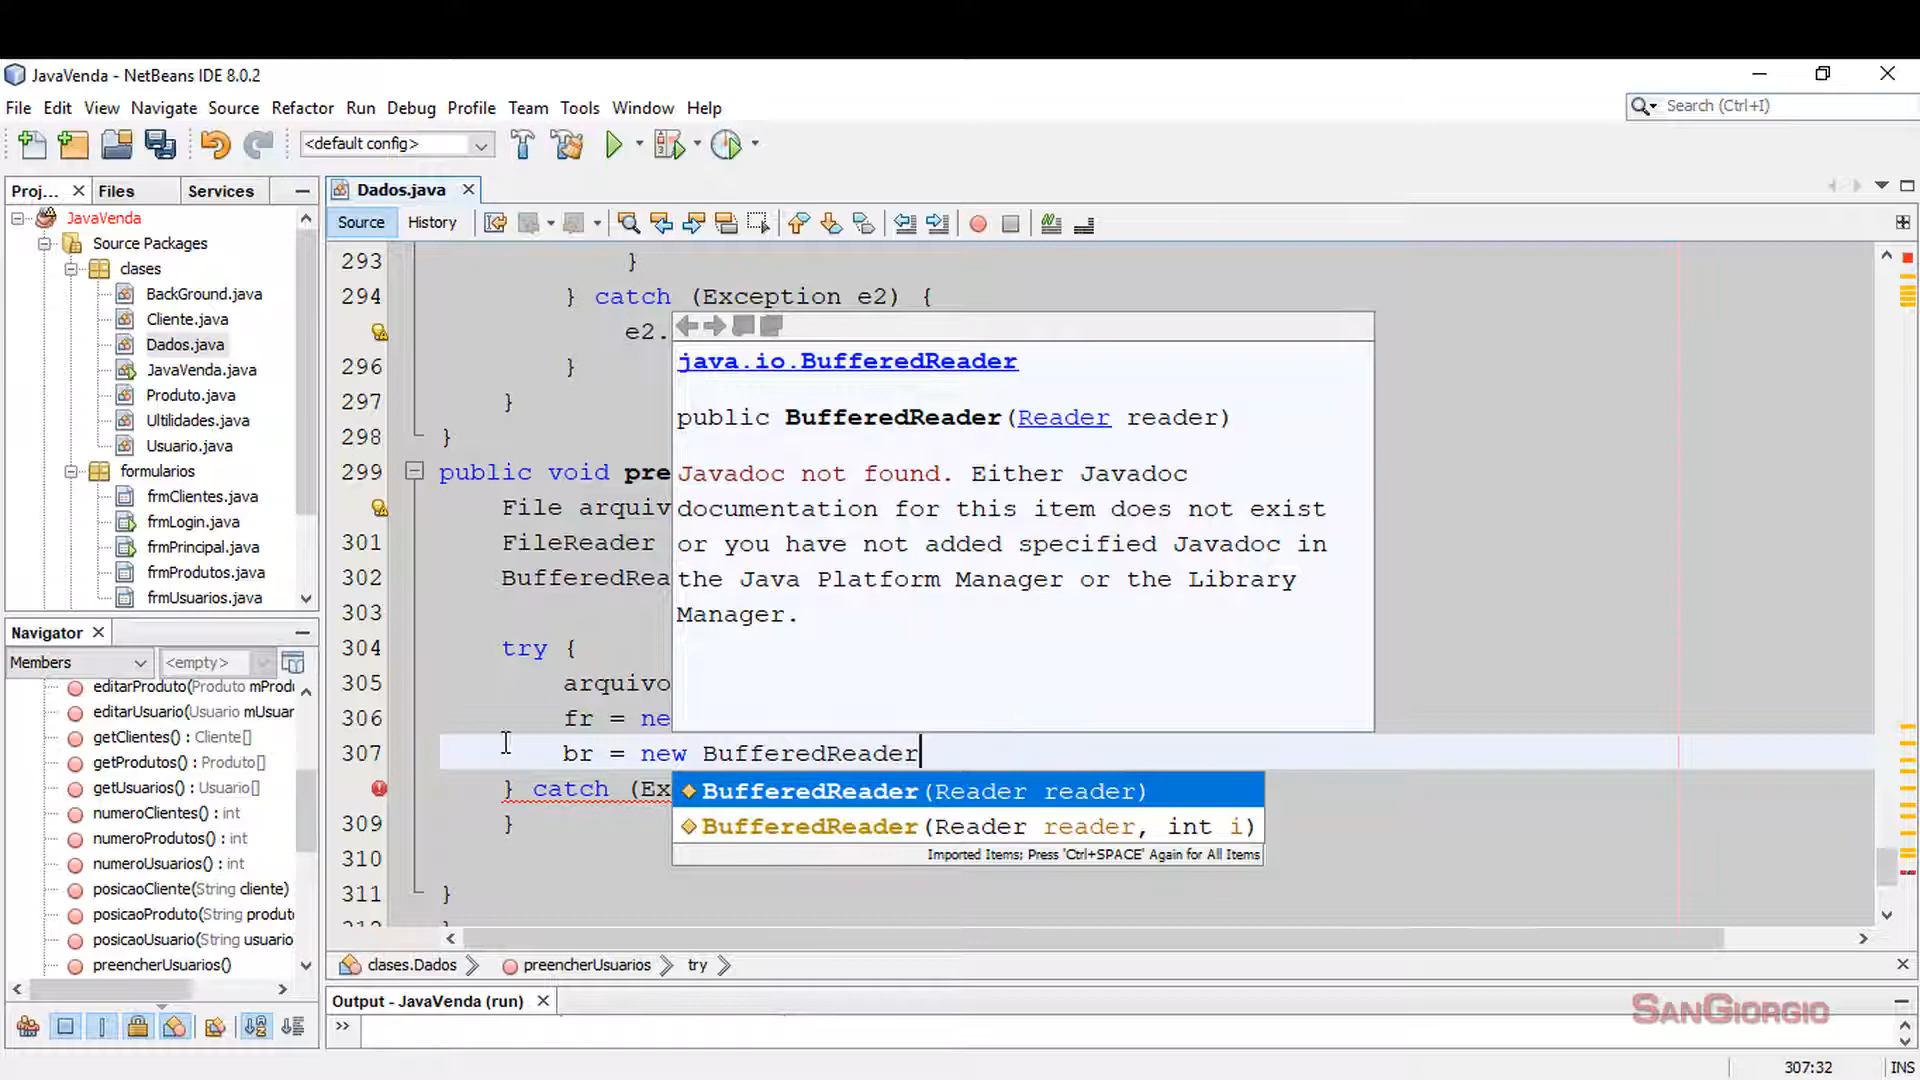 JavaVenda - NetBeans IDE 8.0.2
File Edit View Navigate Source Refactor Run Debug Profile Team Tools Window Help
Search (Ctrl+I)
<default config>
Proj... Files Services
Dados.java
Source History
JavaVenda
Source Packages
clases
BackGround.java
Cliente.java
Dados.java
JavaVenda.java
Produto.java
Ultilidades.java
Usuario.java
formularios
frmClientes.java
frmLogin.java
frmPrincipal.java
frmProdutos.java
frmUsuarios.java
Navigator
Members <empty>
editarProduto(Produto mProdu
editarUsuario(Usuario mUsuar
getClientes() : Cliente[]
getProdutos() : Produto[]
getUsuarios() : Usuario[]
numeroClientes() : int
numeroProdutos() : int
numeroUsuarios() : int
posicaoCliente(String cliente)
posicaoProduto(String produto
posicaoUsuario(String usuario
preencherUsuarios()
293 }
294 } catch (Exception e2) {
e2.
296 }
297 }
298 }
299 public void pre
File arquiv
301 FileReader
302 BufferedRea
303
304 try {
305 arquivo
306 fr = ne
307 br = new BufferedReader
} catch (Ex
309 }
310
311 }
java.io.BufferedReader
public BufferedReader(Reader reader)
Javadoc not found. Either Javadoc
documentation for this item does not exist
or you have not added specified Javadoc in
the Java Platform Manager or the Library
Manager.
BufferedReader(Reader reader)
BufferedReader(Reader reader, int i)
Imported Items; Press 'Ctrl+SPACE' Again for All Items
clases.Dados preencherUsuarios try
Output - JavaVenda (run)
>>
SANGIORGIO
307:32 INS